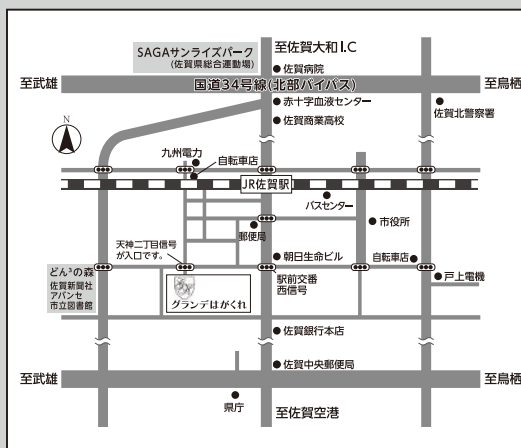 SAGAサンライズパーク
(佐賀県総合運動場)
至佐賀大和I.C
佐賀病院
至武雄
国道34号線(北部バイパス)
至鳥栖
赤十字血液センター
佐賀北警察署
佐賀商業高校
N
九州電力
自転車店
JR佐賀駅
バスセンター
市役所
郵便局
天神二丁目信号
が入口です。
朝日生命ビル
自転車店
どん³の森
佐賀新聞社
アバンセ
市立図書館
駅前交番
西信号
戸上電機
グランデはがくれ
佐賀銀行本店
佐賀中央郵便局
至武雄
至鳥栖
県庁
至佐賀空港